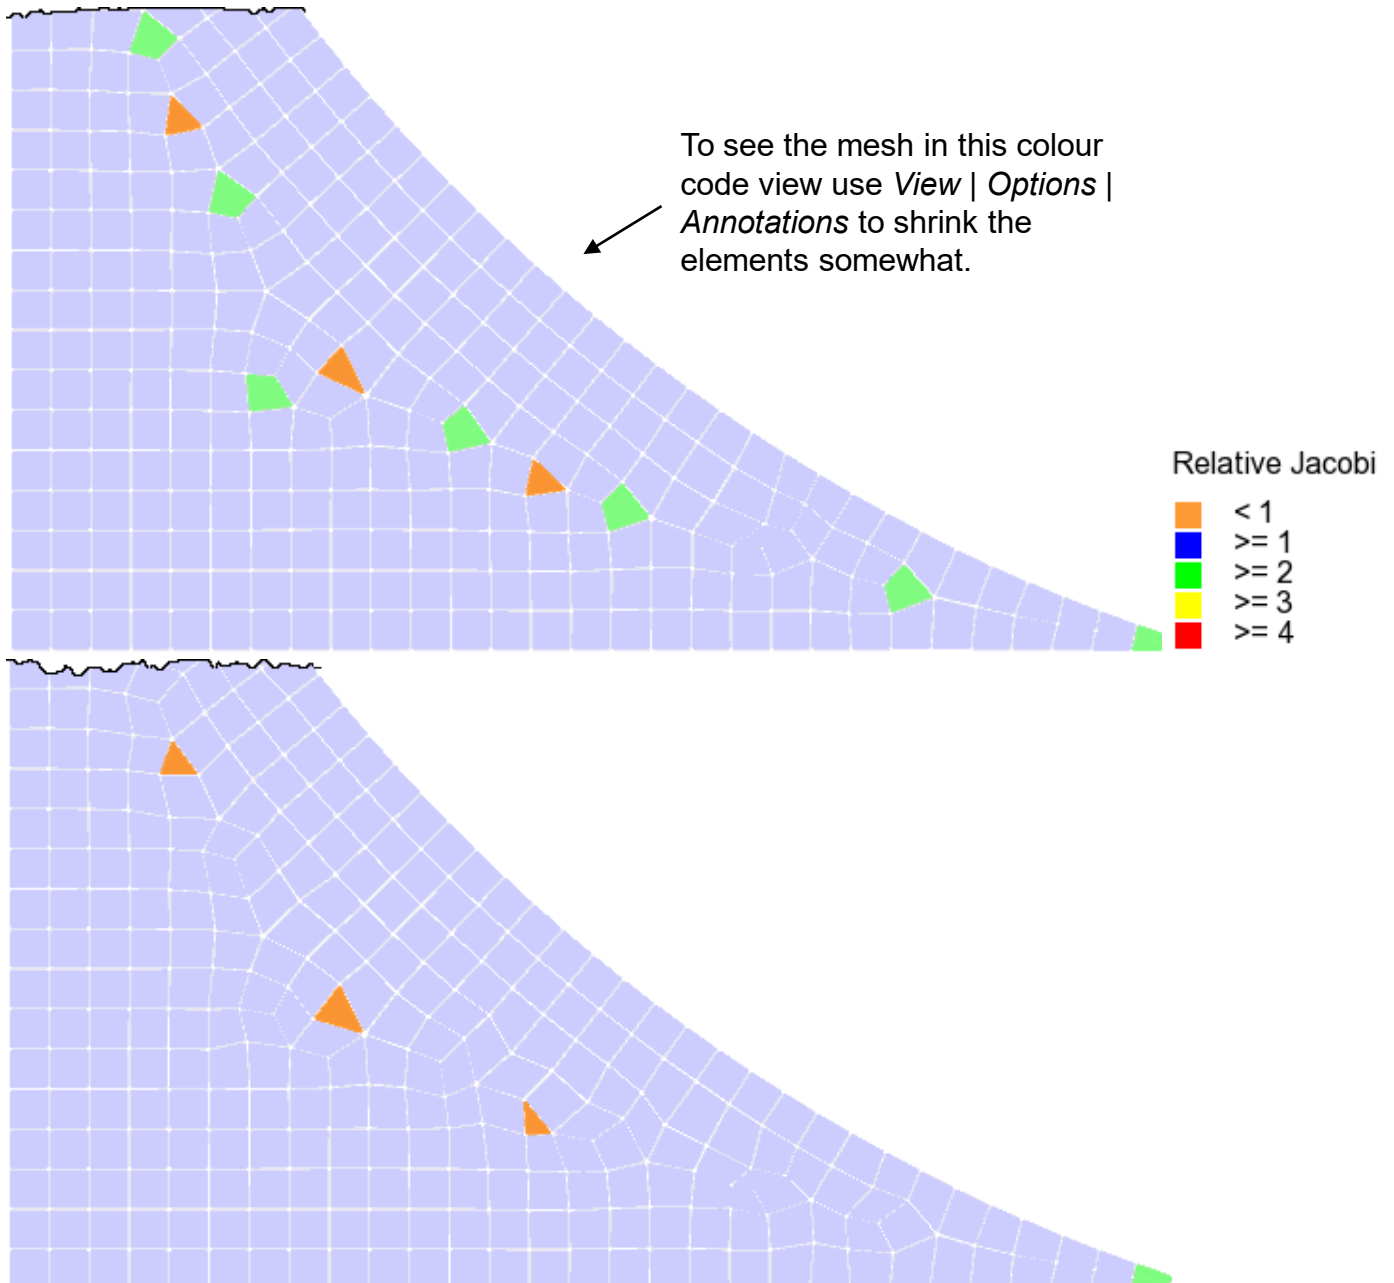 To see the mesh in this colour
code view use View | Options |
Annotations to shrink the
elements somewhat.
Relative Jacobi
< 1
>= 1
>= 2
>= 3
>= 4